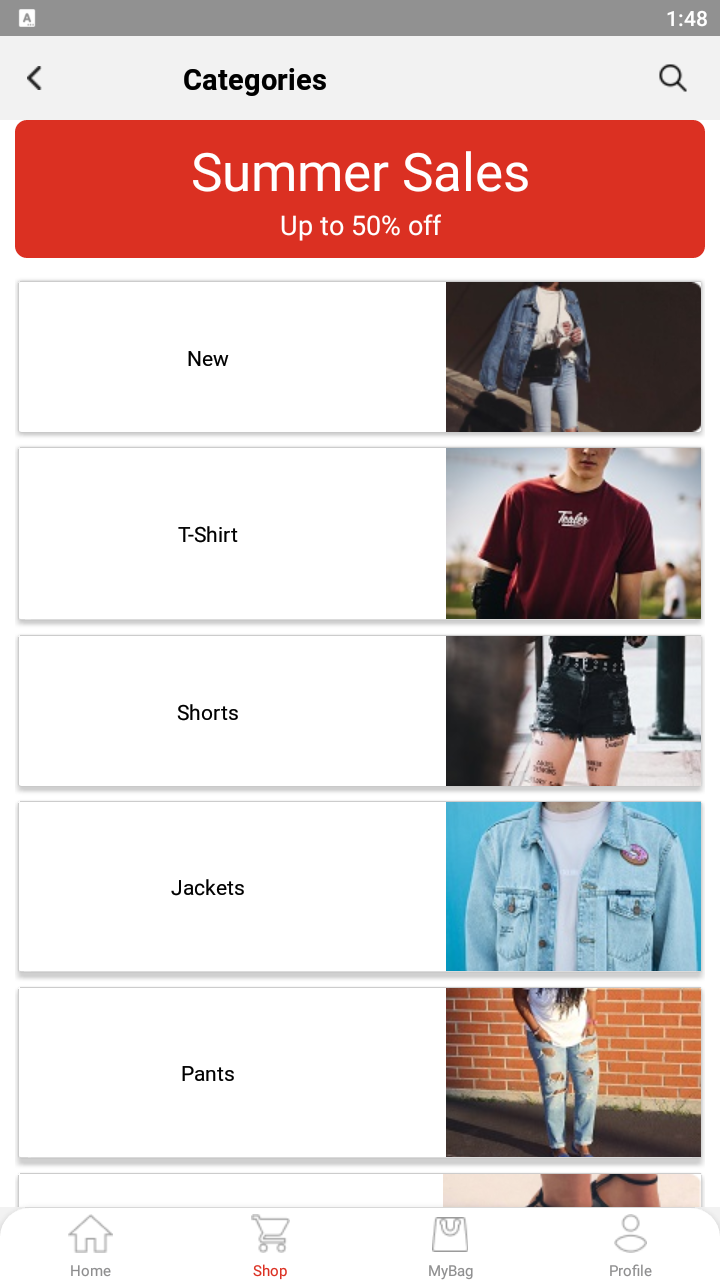 1:48
Categories
Summer Sales
Up to 50% off
New
T-Shirt
Shorts
Jackets
Pants
Home
Shop
MyBag
Profile